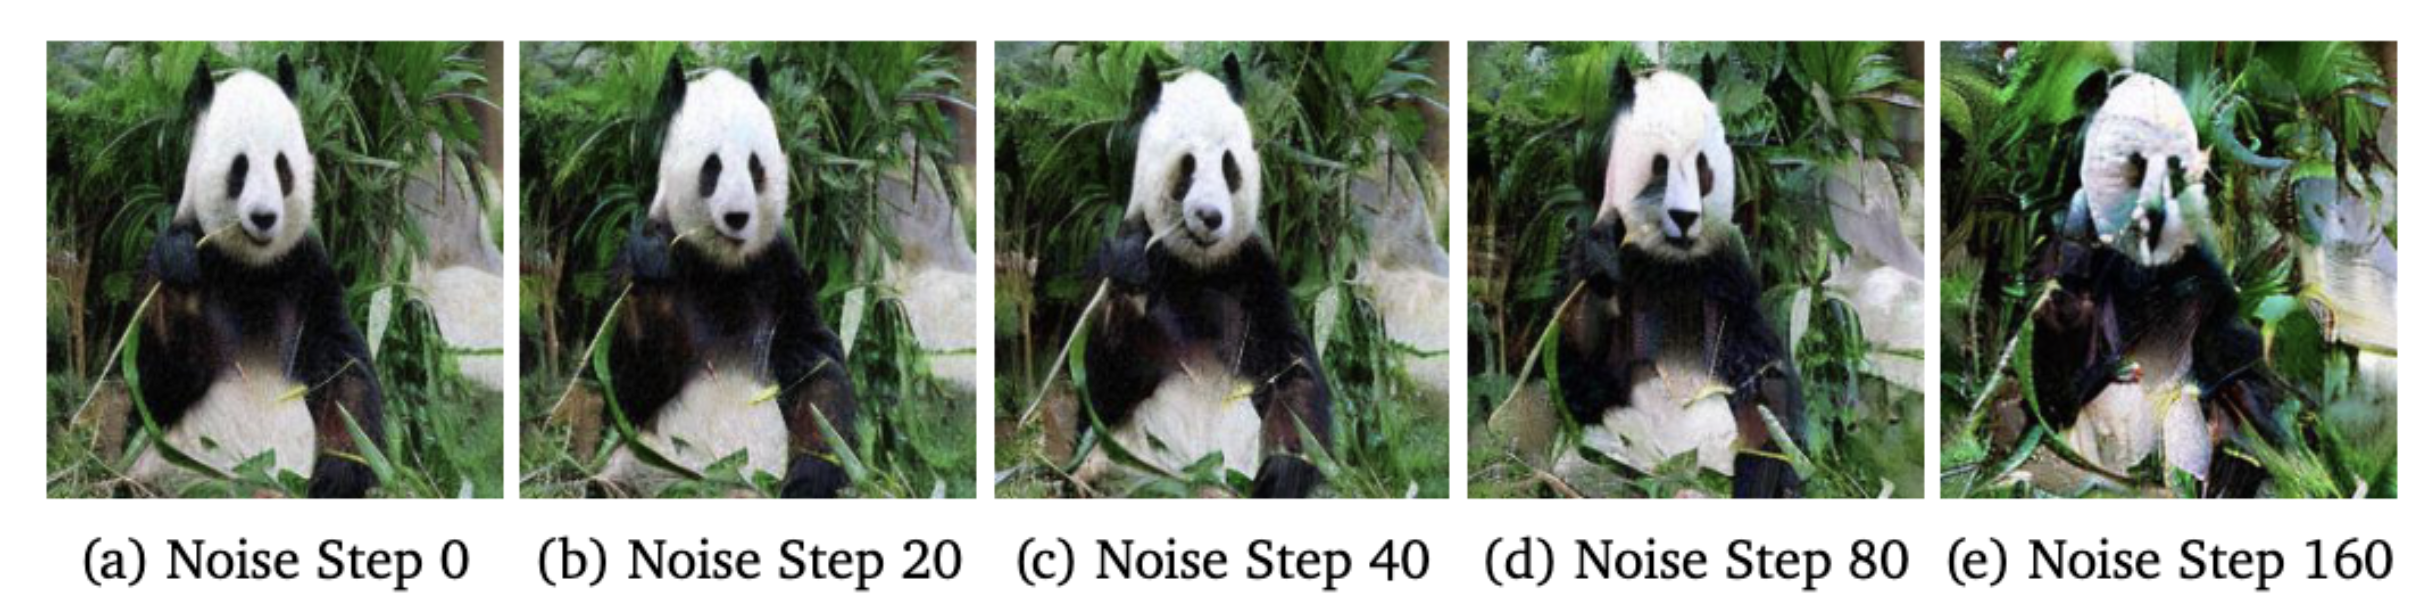 (a) Noise Step 0
(b) Noise Step 20
(c) Noise Step 40
(d) Noise Step 80
(e) Noise Step 160